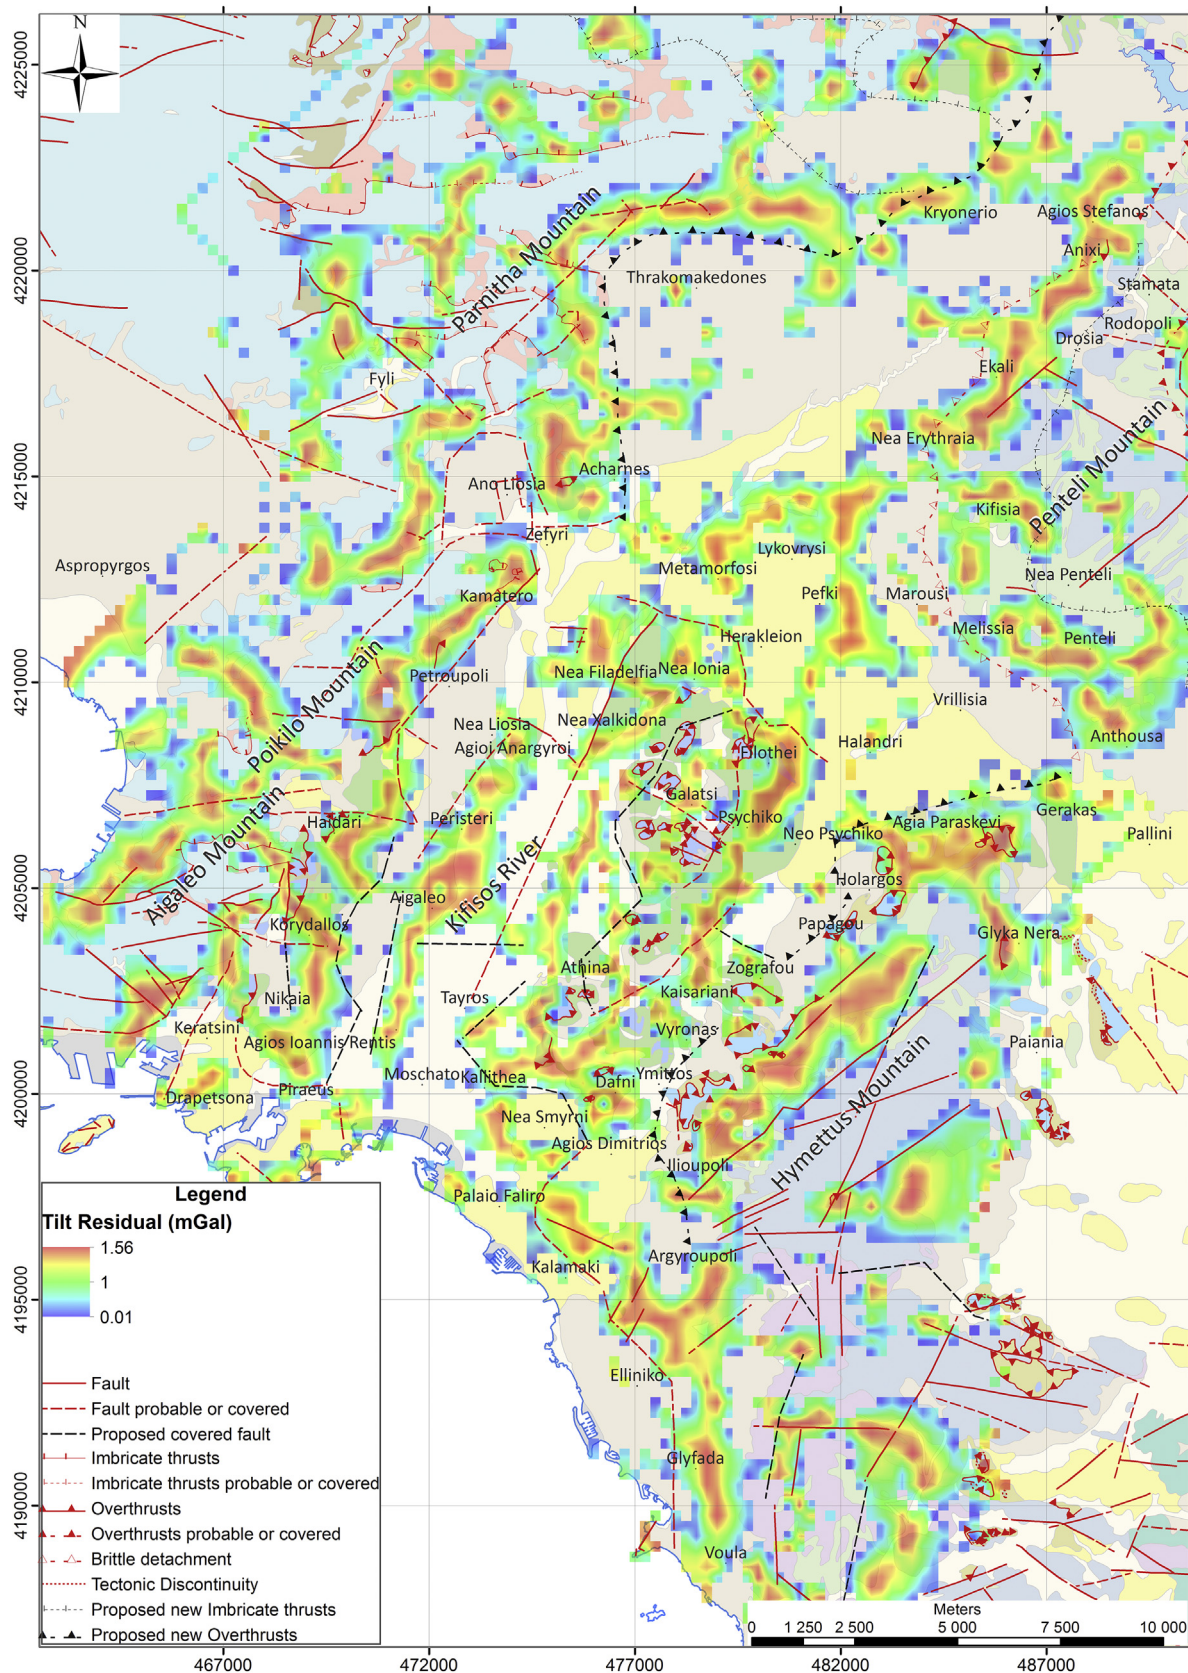 N
4225000
Kryonerio
Agios Stefanos
Anixi
4220000
Parnitha Mountain
Thrakomakedones
Stamata
Rodopoli
Drosia
Ekali
Fyli
Nea Erythraia
Penteli Mountain
4215000
Acharnes
Ano Liosia
Kifisia
Zefyri
Lykovrysi
Aspropyrgos
Metamorfosi
Nea Penteli
Kamatero
Pefki
Marousi
Melissia
Penteli
Herakleion
4210000
Petroupoli
Nea Filadelfia
Nea Ionia
Poikilo Mountain
Vrillisia
Nea Liosia
Nea Xalkidona
Anthousa
Agioi Anargyroi
Halandri
Filothei
Galatsi
Aigaleo Mountain
Haidari
Peristeri
Psychiko
Neo Psychiko
Agia Paraskevi
Gerakas
Pallini
4205000
Kifisos River
Aigaleo
Holargos
Korydallos
Papagou
Glyka Nera
Athina
Zografou
Nikaia
Tayros
Kaisariani
Keratsini
Agios Ioannis Rentis
Vyronas
Paiania
4200000
Moschato
Kallithea
Dafni
Ymittos
Drapetsona
Piraeus
Nea Smyrni
Hymettus Mountain
Agios Dimitrios
Ilioupoli
Palaio Faliro
Argyroupoli
Kalamaki
4195000
Elliniko
Glyfada
4190000
Voula
Legend
Tilt Residual (mGal)
1.56
1
0.01
Fault
Fault probable or covered
Proposed covered fault
Imbricate thrusts
Imbricate thrusts probable or covered
Overthrusts
Overthrusts probable or covered
Brittle detachment
Tectonic Discontinuity
Proposed new Imbricate thrusts
Proposed new Overthrusts
Meters
0 1 250 2 500 5 000 7 500 10 000
467000 472000 477000 482000 487000